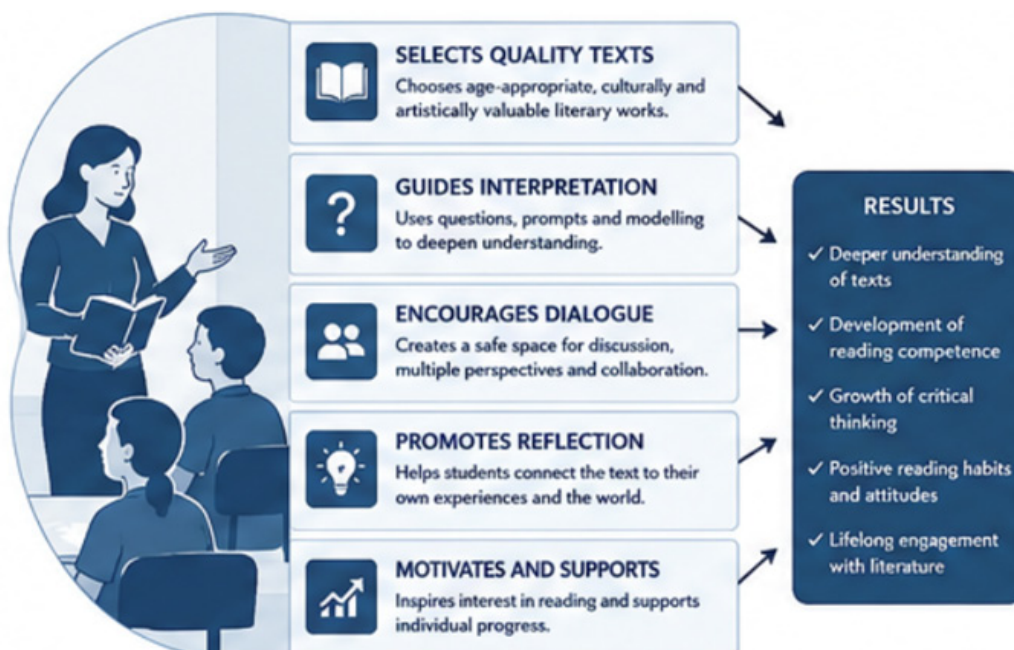 SELECTS QUALITY TEXTS
Chooses age-appropriate, culturally and
artistically valuable literary works.
GUIDES INTERPRETATION
Uses questions, prompts and modelling
to deepen understanding.
ENCOURAGES DIALOGUE
Creates a safe space for discussion,
multiple perspectives and collaboration.
PROMOTES REFLECTION
Helps students connect the text to their
own experiences and the world.
MOTIVATES AND SUPPORTS
Inspires interest in reading and supports
individual progress.
RESULTS
✓ Deeper understanding
of texts
✓ Development of
reading competence
✓ Growth of critical
thinking
✓ Positive reading habits
and attitudes
✓ Lifelong engagement
with literature